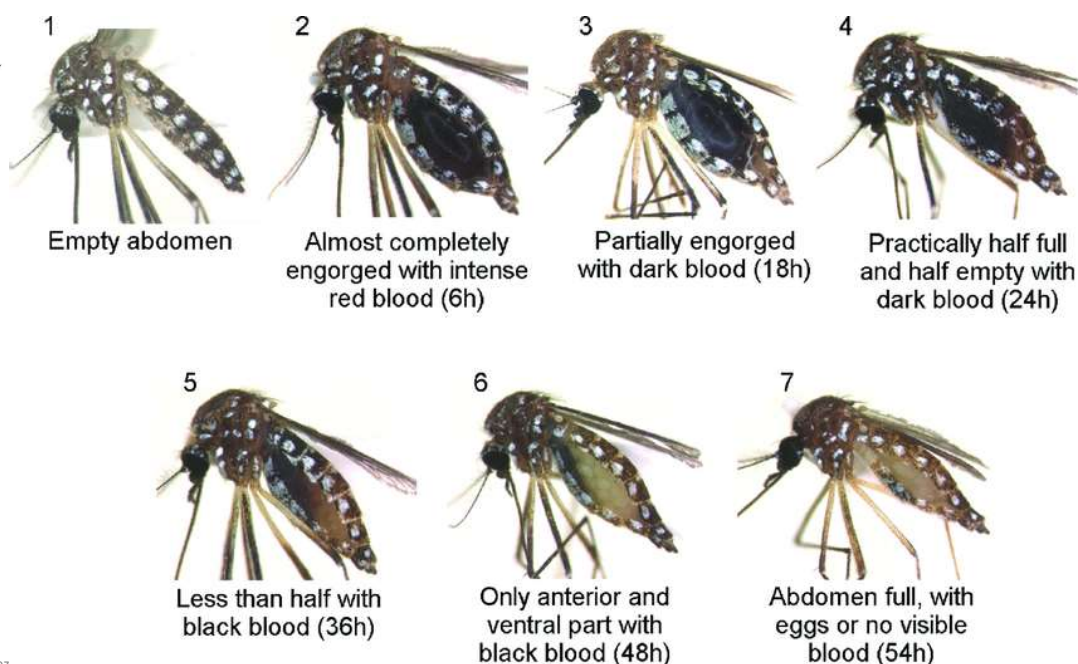 1
Empty abdomen
2
Almost completely
engorged with intense
red blood (6h)
3
Partially engorged
with dark blood (18h)
4
Practically half full
and half empty with
dark blood (24h)
5
Less than half with
black blood (36h)
6
Only anterior and
ventral part with
black blood (48h)
7
Abdomen full, with
eggs or no visible
blood (54h)